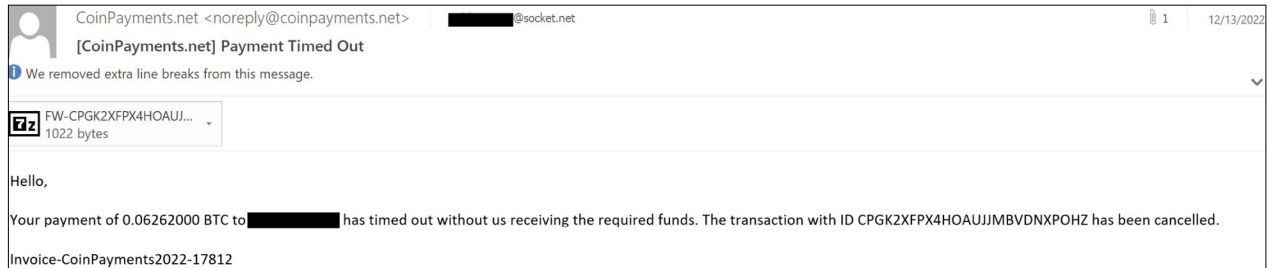 CoinPayments.net <noreply@coinpayments.net> @socket.net 1 12/13/2022
[CoinPayments.net] Payment Timed Out
We removed extra line breaks from this message.
7z FW-CPGK2XFPX4HOAUJJ...
1022 bytes
Hello,
Your payment of 0.06262000 BTC to has timed out without us receiving the required funds. The transaction with ID CPGK2XFPX4HOAUJJMBVDNXPOHZ has been cancelled.
Invoice-CoinPayments2022-17812